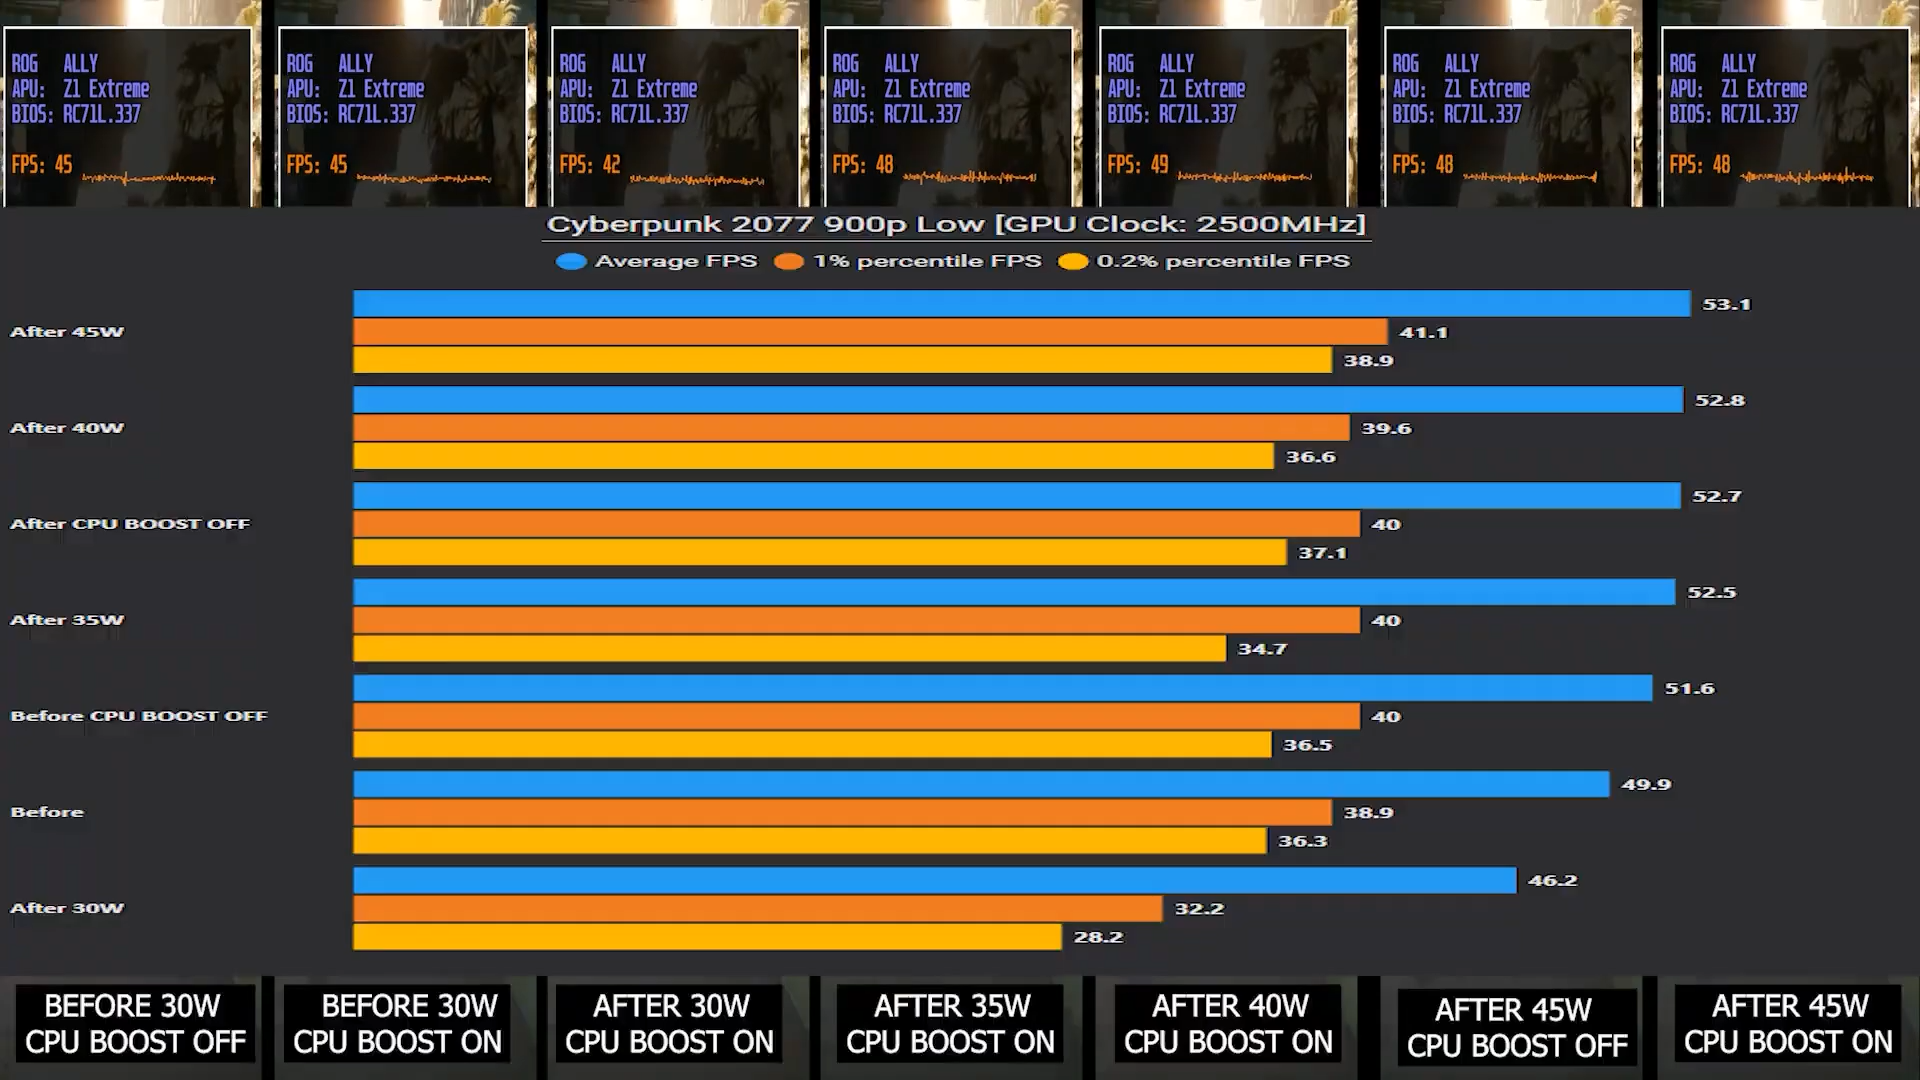 ROG ALLY
APU: Z1 Extreme
BIOS: RC71L.337
FPS: 45
ROG ALLY
APU: Z1 Extreme
BIOS: RC71L.337
FPS: 45
ROG ALLY
APU: Z1 Extreme
BIOS: RC71L.337
FPS: 42
ROG ALLY
APU: Z1 Extreme
BIOS: RC71L.337
FPS: 48
ROG ALLY
APU: Z1 Extreme
BIOS: RC71L.337
FPS: 49
ROG ALLY
APU: Z1 Extreme
BIOS: RC71L.337
FPS: 48
ROG ALLY
APU: Z1 Extreme
BIOS: RC71L.337
FPS: 48
Cyberpunk 2077 900p Low [GPU Clock: 2500MHz]
Average FPS 1% percentile FPS 0.2% percentile FPS
53.1
After 45W 41.1
38.9
52.8
After 40W 39.6
36.6
52.7
After CPU BOOST OFF 40
37.1
52.5
After 35W 40
34.7
51.6
Before CPU BOOST OFF 40
36.5
49.9
Before 38.9
36.3
46.2
After 30W 32.2
28.2
BEFORE 30W
CPU BOOST OFF
BEFORE 30W
CPU BOOST ON
AFTER 30W
CPU BOOST ON
AFTER 35W
CPU BOOST ON
AFTER 40W
CPU BOOST ON
AFTER 45W
CPU BOOST OFF
AFTER 45W
CPU BOOST ON